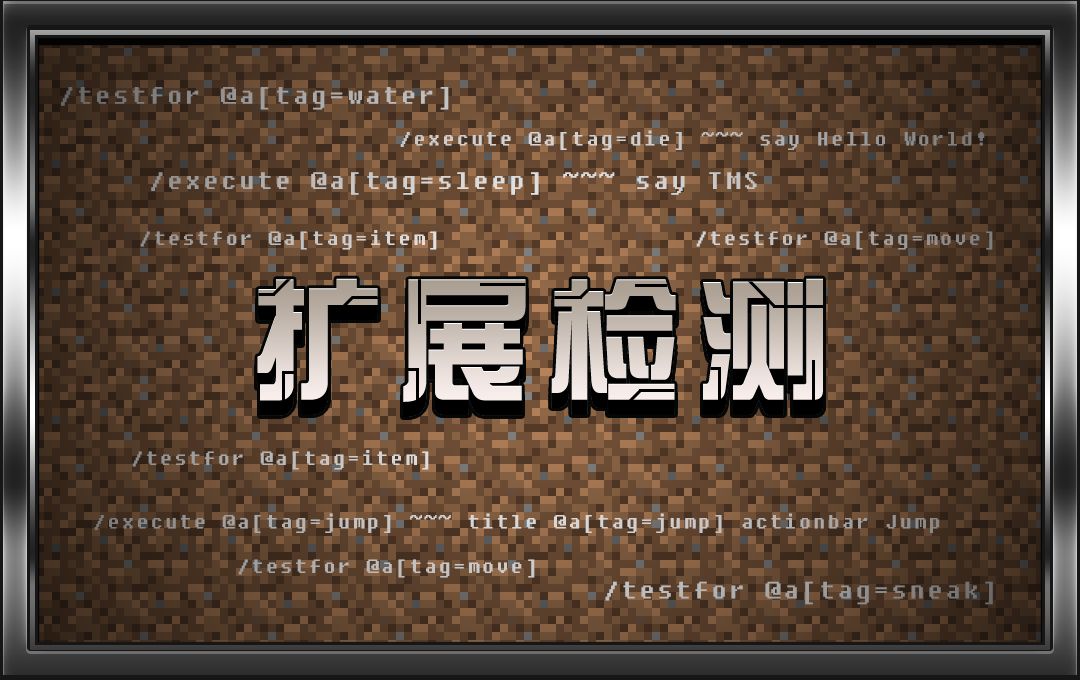 /testfor @a[tag=water]
/execute @a[tag=die] ~~~ say Hello World!
/execute @a[tag=sleep] ~~~ say TMS
/testfor @a[tag=item]
/testfor @a[tag=move]
扩展检测
/testfor @a[tag=item]
/execute @a[tag=jump] ~~~ title @a[tag=jump] actionbar Jump
/testfor @a[tag=move]
/testfor @a[tag=sneak]